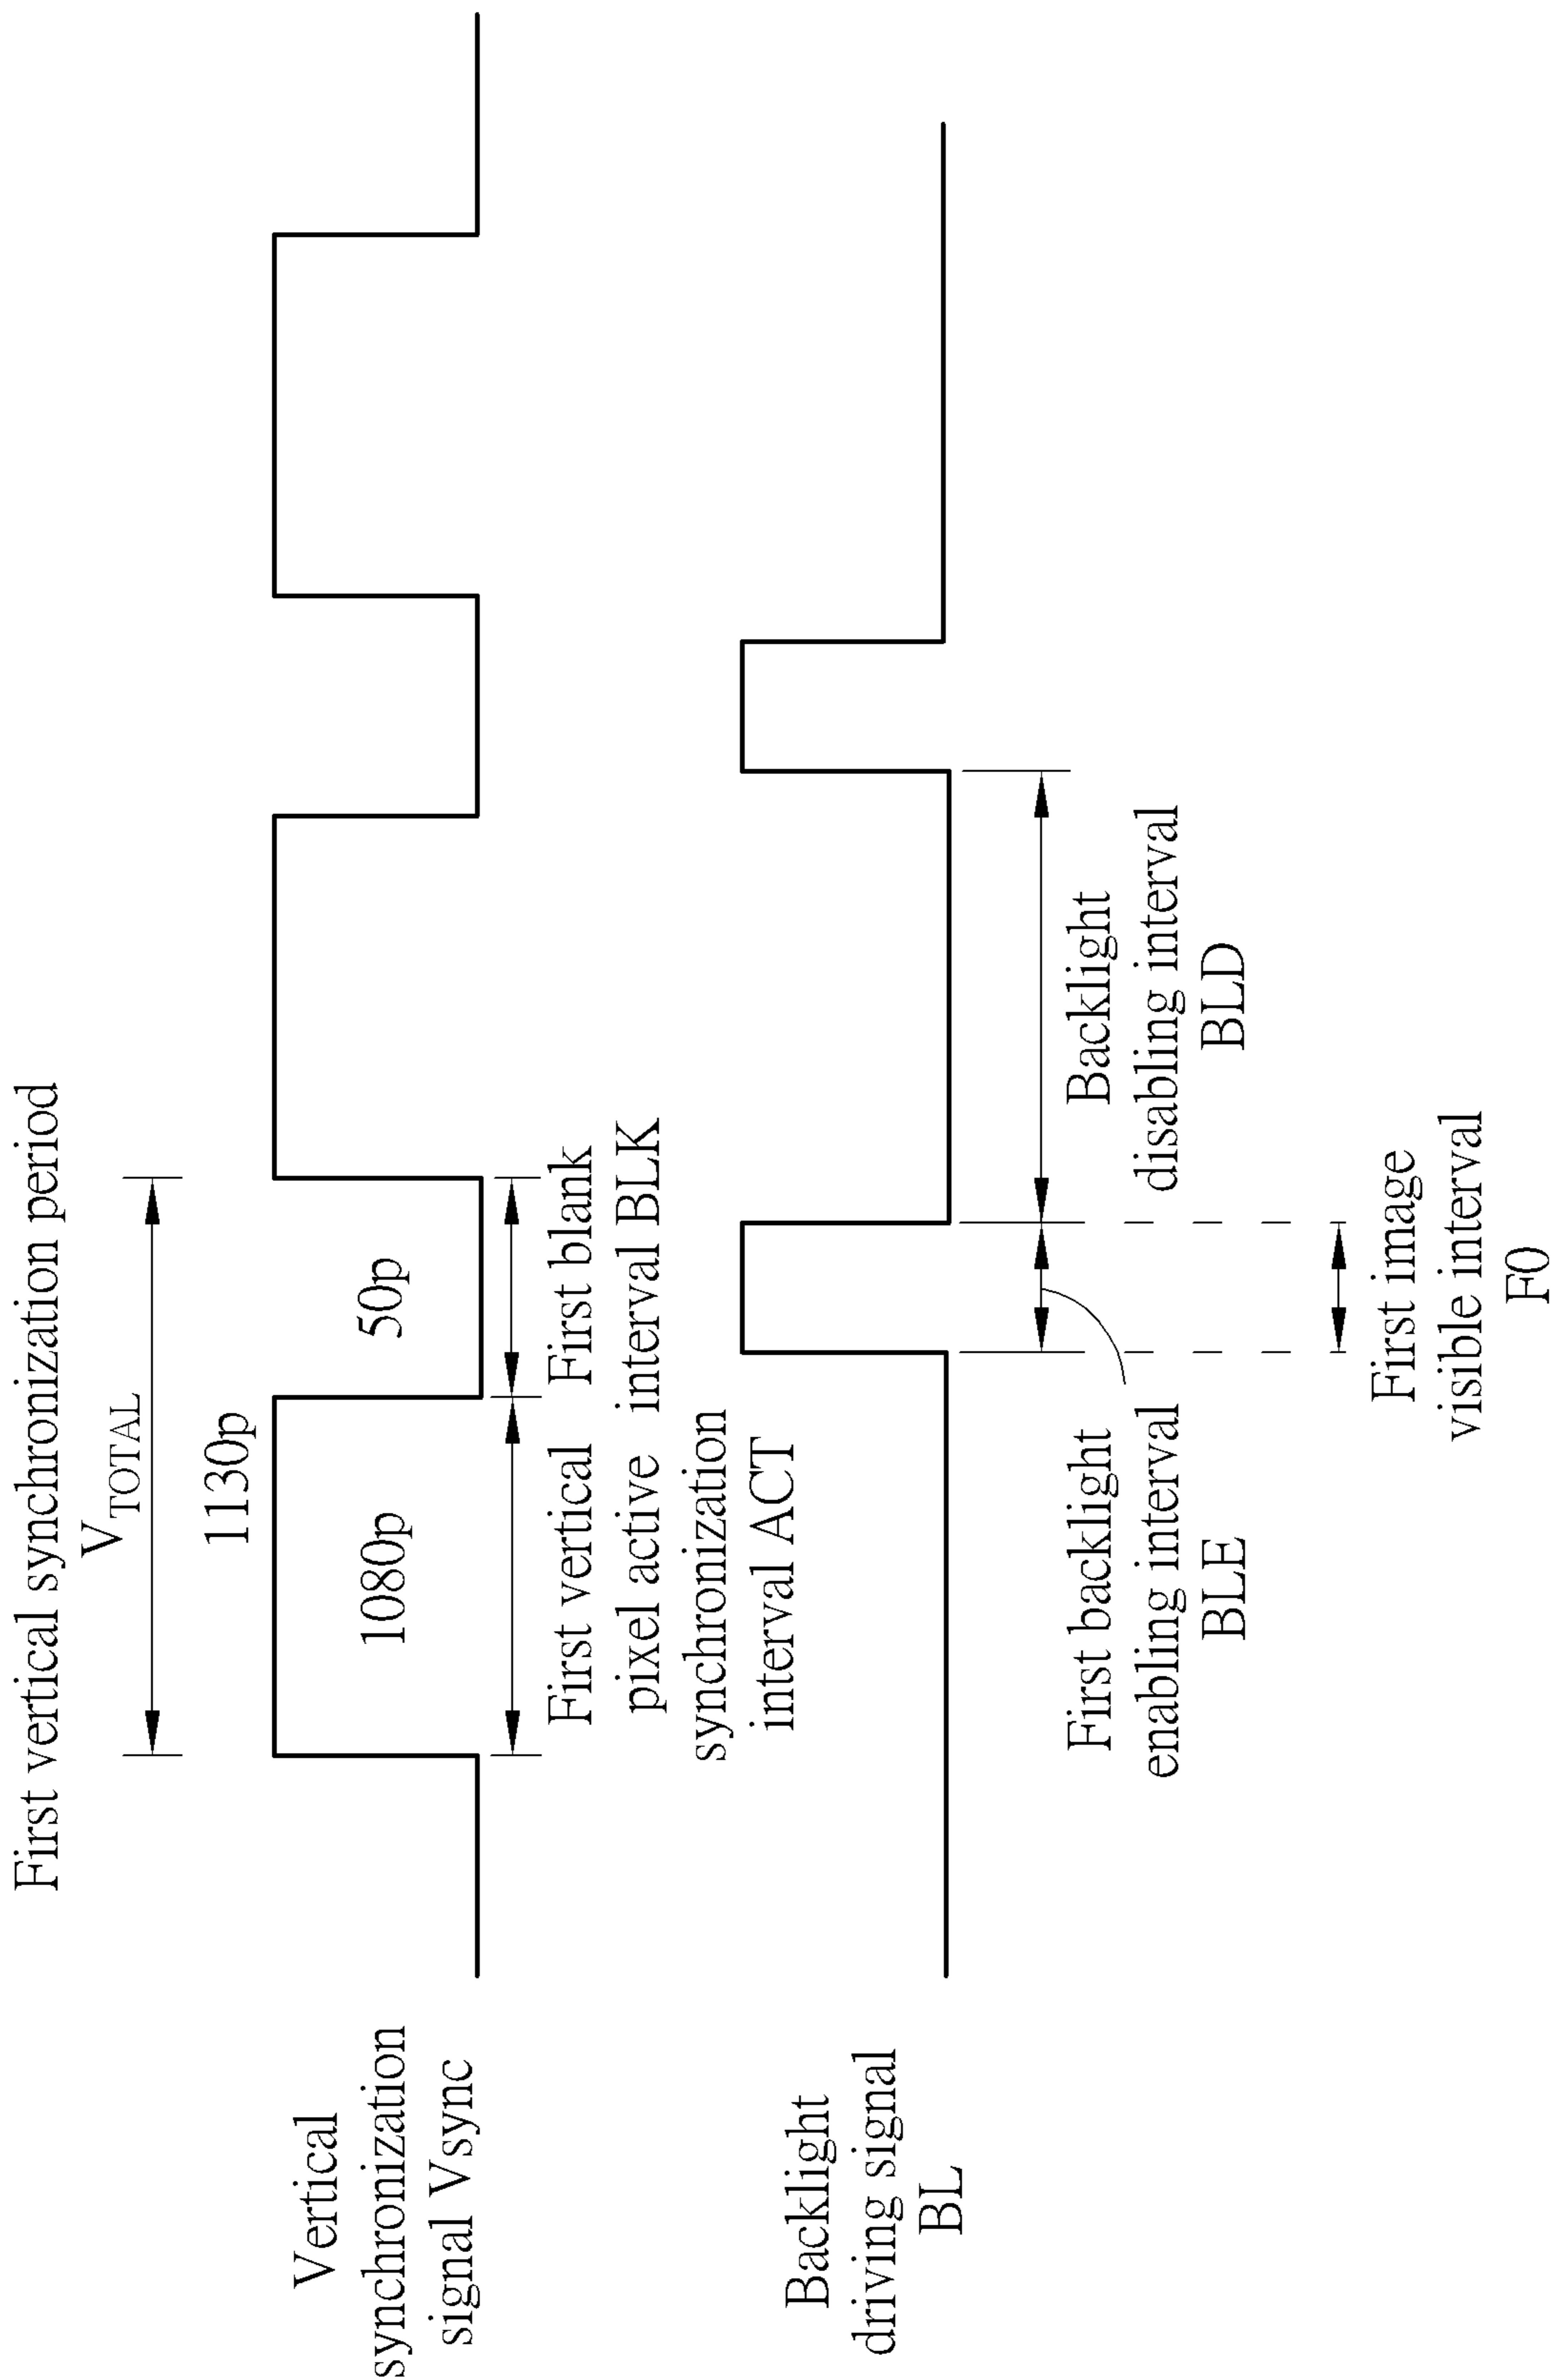 First vertical synchronization period
VTOTAL
1130p
1080p
50p
Vertical
synchronization
signal Vsync
First vertical
pixel active
synchronization
interval ACT
First blank
interval BLK
Backlight
driving signal
BL
First backlight
enabling interval
BLE
Backlight
disabling interval
BLD
First image
visible interval
F0